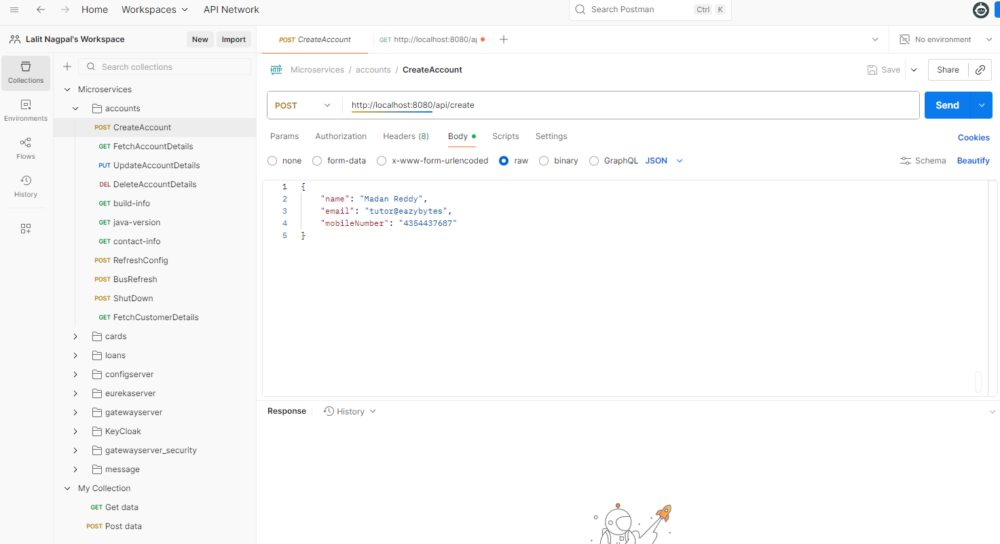 Home Workspaces API Network Search Postman Ctrl K
Lalit Nagpal's Workspace New Import
POST CreateAccount GET http://localhost:8080/a No environment
Collections
Environments
Flows
History
Search collections
Microservices
accounts
POST CreateAccount
GET FetchAccountDetails
PUT UpdateAccountDetails
DEL DeleteAccountDetails
GET build-info
GET java-version
GET contact-info
POST RefreshConfig
POST BusRefresh
POST ShutDown
GET FetchCustomerDetails
cards
loans
configserver
eurekaserver
gatewayserver
KeyCloak
gatewayserver_security
message
My Collection
GET Get data
POST Post data
HTTP Microservices / accounts / CreateAccount Save Share
POST http://localhost:8080/api/create Send
Params Authorization Headers (8) Body Scripts Settings Cookies
none form-data x-www-form-urlencoded raw binary GraphQL JSON Schema Beautify
1 {
2 "name": "Madan Reddy",
3 "email": "tutor@eazybytes",
4 "mobileNumber": "4354437687"
5 }
Response History